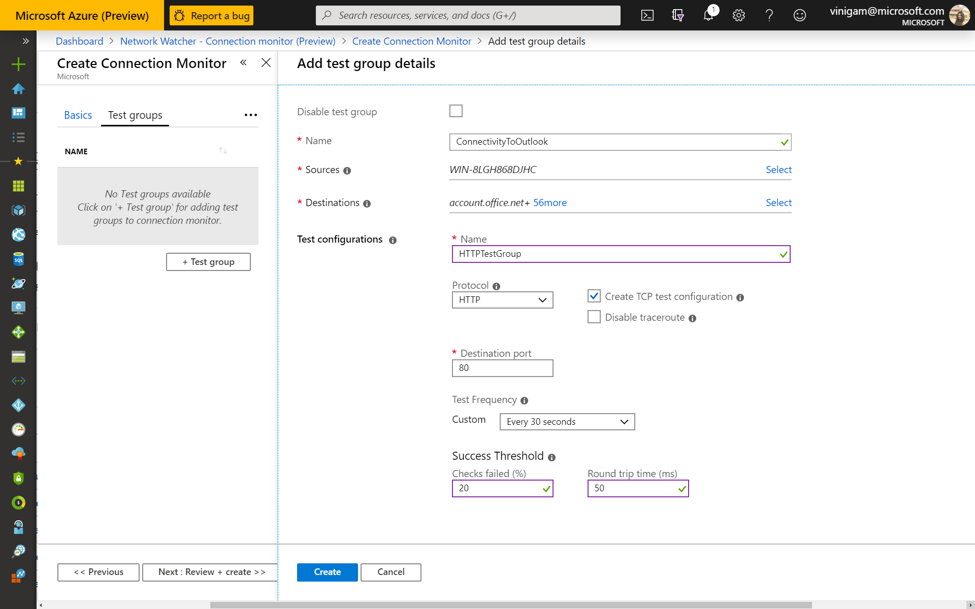 Microsoft Azure (Preview)
Report a bug
Search resources, services, and docs (G+/)
1
vinigam@microsoft.com
MICROSOFT
Dashboard > Network Watcher - Connection monitor (Preview) > Create Connection Monitor > Add test group details
Create Connection Monitor
Microsoft
Basics
Test groups
NAME
No Test groups available
Click on '+ Test group' for adding test
groups to connection monitor.
+ Test group
<< Previous
Next : Review + create >>
Add test group details
Disable test group
* Name
ConnectivityToOutlook
* Sources
WIN-8LGH868DJHC
Select
* Destinations
account.office.net+ 56more
Select
Test configurations
* Name
HTTPTestGroup
Protocol
HTTP
Create TCP test configuration
Disable traceroute
* Destination port
80
Test Frequency
Custom
Every 30 seconds
Success Threshold
Checks failed (%)
20
Round trip time (ms)
50
Create
Cancel